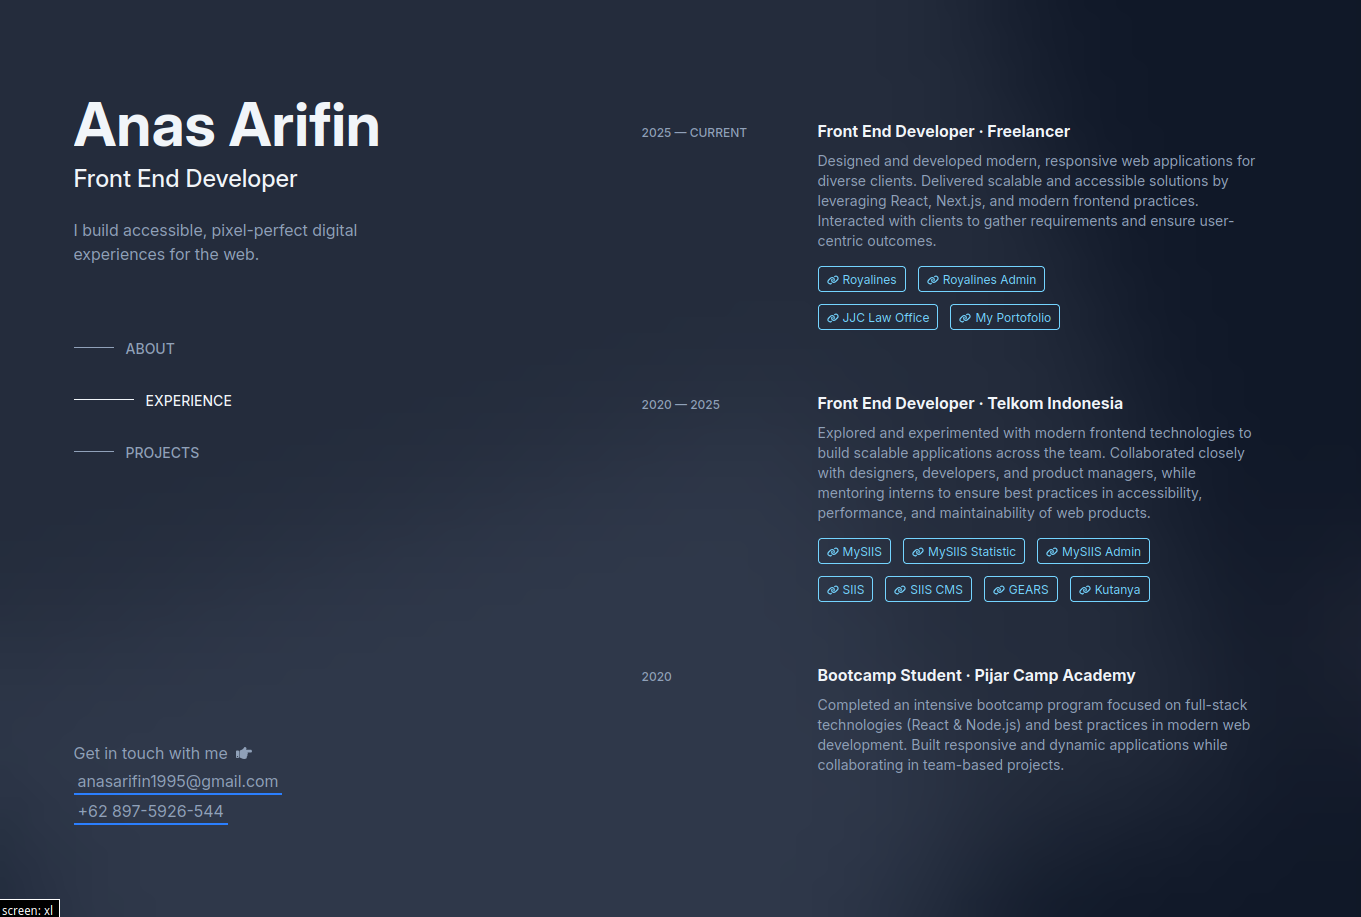 Anas Arifin
Front End Developer
I build accessible, pixel-perfect digital
experiences for the web.
ABOUT
EXPERIENCE
PROJECTS
Get in touch with me
anasarifin1995@gmail.com
+62 897-5926-544
2025 — CURRENT
Front End Developer · Freelancer
Designed and developed modern, responsive web applications for
diverse clients. Delivered scalable and accessible solutions by
leveraging React, Next.js, and modern frontend practices.
Interacted with clients to gather requirements and ensure user-
centric outcomes.
Royalines Royalines Admin
JJC Law Office My Portofolio
2020 — 2025
Front End Developer · Telkom Indonesia
Explored and experimented with modern frontend technologies to
build scalable applications across the team. Collaborated closely
with designers, developers, and product managers, while
mentoring interns to ensure best practices in accessibility,
performance, and maintainability of web products.
MySIIS MySIIS Statistic MySIIS Admin
SIIS SIIS CMS GEARS Kutanya
2020
Bootcamp Student · Pijar Camp Academy
Completed an intensive bootcamp program focused on full-stack
technologies (React & Node.js) and best practices in modern web
development. Built responsive and dynamic applications while
collaborating in team-based projects.
screen: xl